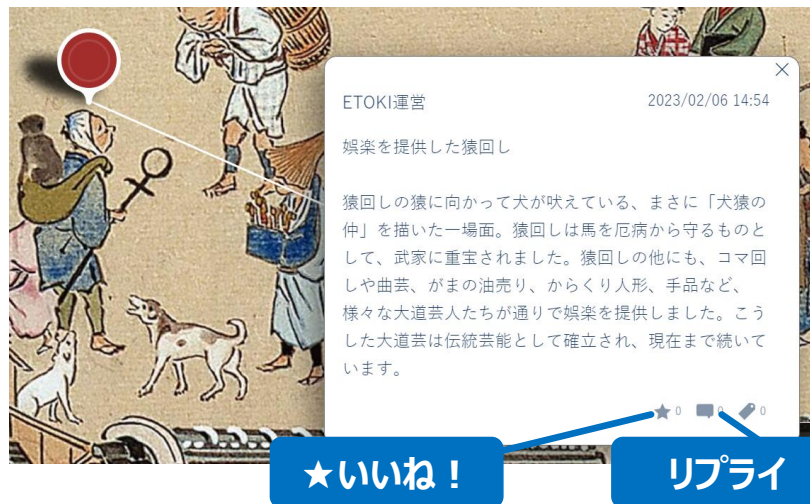 ETOKI運営 2023/02/06 14:54
娯楽を提供した猿回し
猿回しの猿に向かって犬が吠えている、まさに「犬猿の
仲」を描いた一場面。猿回しは馬を厄病から守るものと
して、武家に重宝されました。猿回しの他にも、コマ回
しや曲芸、がまの油売り、からくり人形、手品など、
様々な大道芸人たちが通りで娯楽を提供しました。こう
した大道芸は伝統芸能として確立され、現在まで続いて
います。
★ 0 0 0
★いいね！ リプライ